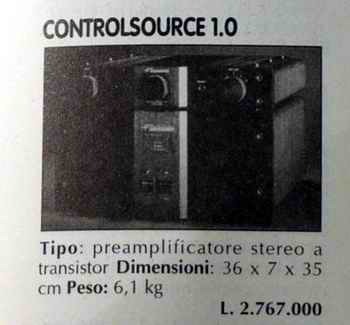 CONTROLSOURCE 1.0
Tipo: preamplificatore stereo a
transistor Dimensioni: 36 x 7 x 35
cm Peso: 6,1 kg
L. 2.767.000